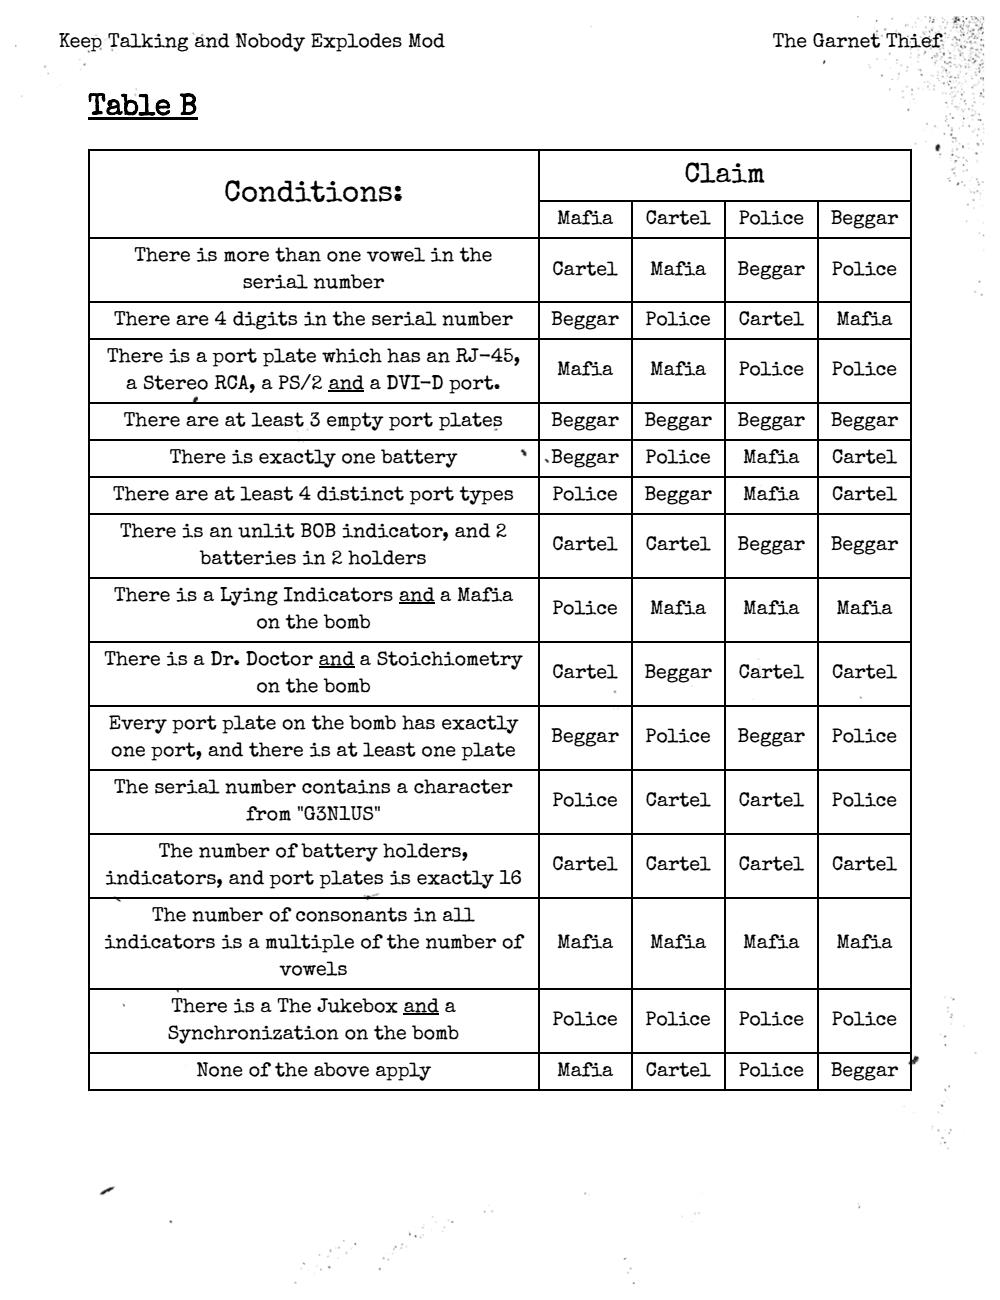 Keep Talking and Nobody Explodes Mod The Garnet Thief
Table B
Conditions: Claim
Mafia Cartel Police Beggar
There is more than one vowel in the
serial number
Cartel Mafia Beggar Police
There are 4 digits in the serial number Beggar Police Cartel Mafia
There is a port plate which has an RJ-45,
a Stereo RCA, a PS/2 and a DVI-D port.
Mafia Mafia Police Police
There are at least 3 empty port plates Beggar Beggar Beggar Beggar
There is exactly one battery Beggar Police Mafia Cartel
There are at least 4 distinct port types Police Beggar Mafia Cartel
There is an unlit BOB indicator, and 2
batteries in 2 holders
Cartel Cartel Beggar Beggar
There is a Lying Indicators and a Mafia
on the bomb
Police Mafia Mafia Mafia
There is a Dr. Doctor and a Stoichiometry
on the bomb
Cartel Beggar Cartel Cartel
Every port plate on the bomb has exactly
one port, and there is at least one plate
Beggar Police Beggar Police
The serial number contains a character
from "G3N1US"
Police Cartel Cartel Police
The number of battery holders,
indicators, and port plates is exactly 16
Cartel Cartel Cartel Cartel
The number of consonants in all
indicators is a multiple of the number of
vowels
Mafia Mafia Mafia Mafia
There is a The Jukebox and a
Synchronization on the bomb
Police Police Police Police
None of the above apply Mafia Cartel Police Beggar